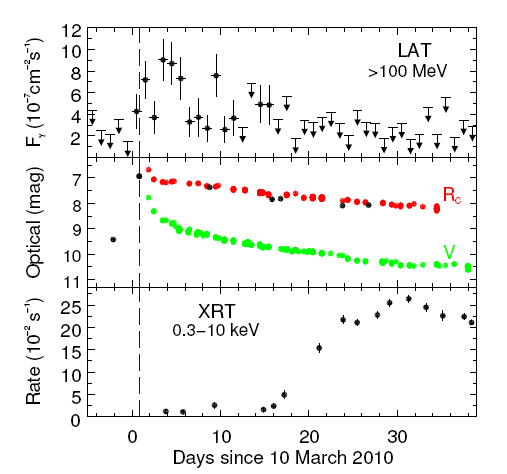 12
10
8
6
4
2
Fγ (10⁻⁷cm⁻²s⁻¹)
LAT
>100 MeV
7
8
9
10
11
Optical (mag)
Rc
V
25
20
15
10
5
0
Rate (10⁻² s⁻¹)
XRT
0.3−10 keV
0 10 20 30
Days since 10 March 2010